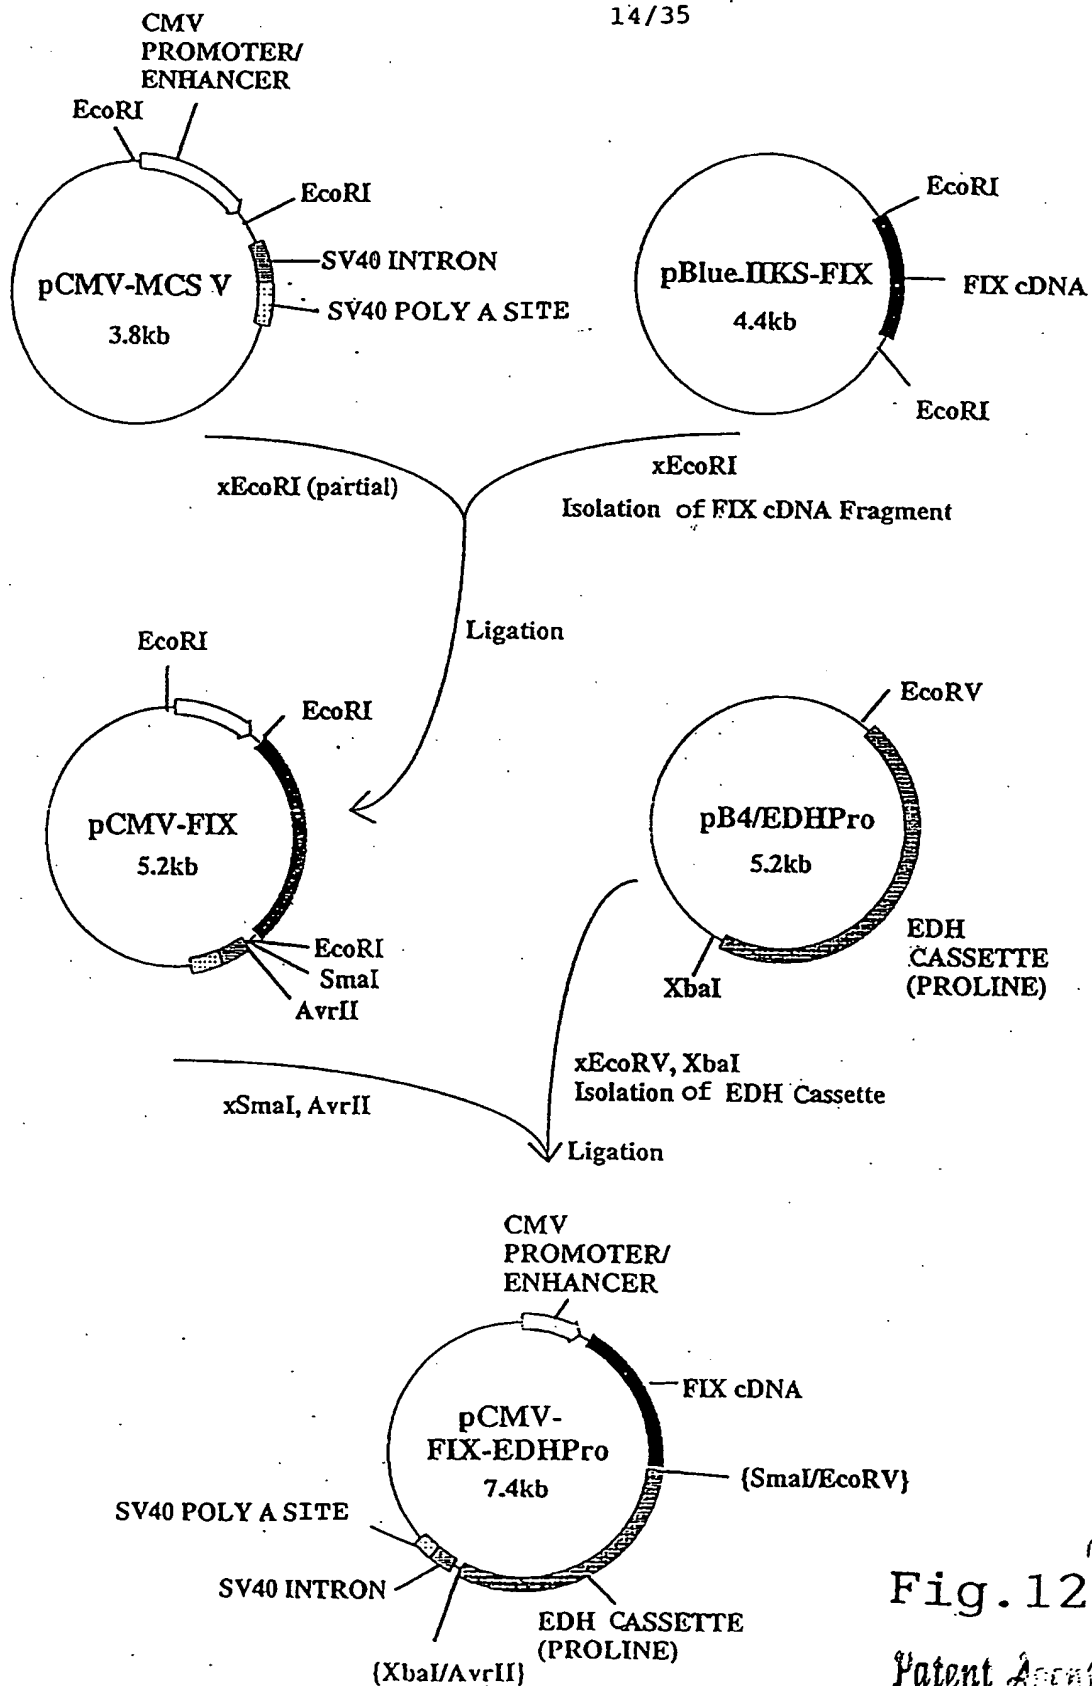 14/35
CMV
PROMOTER/
ENHANCER
EcoRI
EcoRI
SV40 INTRON
SV40 POLY A SITE
pCMV-MCS V
3.8kb
EcoRI
pBlue.IIKS-FIX
4.4kb
FIX cDNA
EcoRI
xEcoRI (partial)
xEcoRI
Isolation of FIX cDNA Fragment
Ligation
EcoRI
EcoRI
pCMV-FIX
5.2kb
EcoRI
SmaI
AvrII
EcoRV
pB4/EDHPro
5.2kb
EDH
CASSETTE
(PROLINE)
XbaI
xSmaI, AvrII
xEcoRV, XbaI
Isolation of EDH Cassette
Ligation
CMV
PROMOTER/
ENHANCER
FIX cDNA
pCMV-
FIX-EDHPro
7.4kb
{SmaI/EcoRV}
SV40 POLY A SITE
SV40 INTRON
EDH CASSETTE
(PROLINE)
{XbaI/AvrII}
Fig.12
Patent